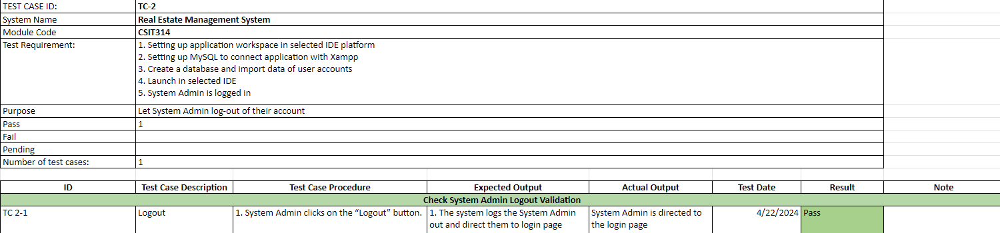 TEST CASE ID: TC-2
System Name Real Estate Management System
Module Code CSIT314
Test Requirement: 1. Setting up application workspace in selected IDE platform
2. Setting up MySQL to connect application with Xampp
3. Create a database and import data of user accounts
4. Launch in selected IDE
5. System Admin is logged in
Purpose Let System Admin log-out of their account
Pass 1
Fail
Pending
Number of test cases: 1
ID Test Case Description Test Case Procedure Expected Output Actual Output Test Date Result Note
Check System Admin Logout Validation
TC 2-1 Logout 1. System Admin clicks on the “Logout” button. 1. The system logs the System Admin System Admin is directed to 4/22/2024 Pass
out and direct them to login page the login page